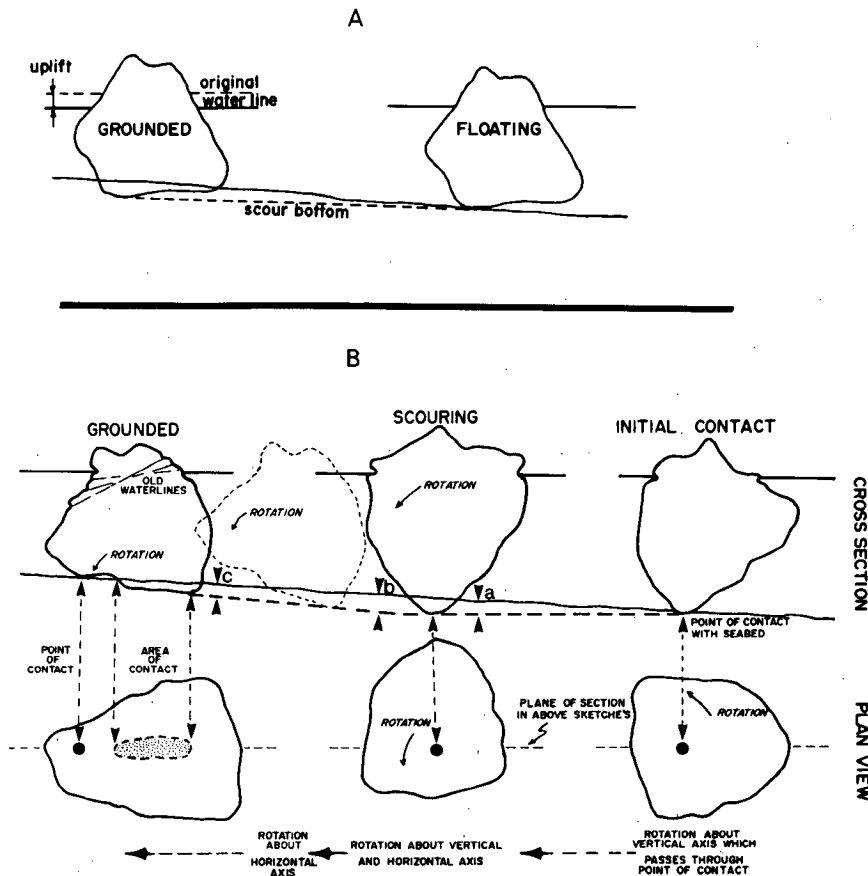 A
uplift
original
water line
GROUNDED
FLOATING
scour bottom
B
GROUNDED
SCOURING
INITIAL CONTACT
OLD
WATERLINES
ROTATION
ROTATION
ROTATION
c
b
a
POINT OF CONTACT
WITH SEABED
CROSS SECTION
POINT
OF
CONTACT
AREA
OF
CONTACT
PLANE OF SECTION
IN ABOVE SKETCHES
ROTATION
ROTATION
PLAN VIEW
ROTATION
ABOUT
HORIZONTAL
AXIS
ROTATION ABOUT VERTICAL
AND HORIZONTAL AXIS
ROTATION ABOUT
VERTICAL AXIS WHICH
PASSES THROUGH
POINT OF CONTACT